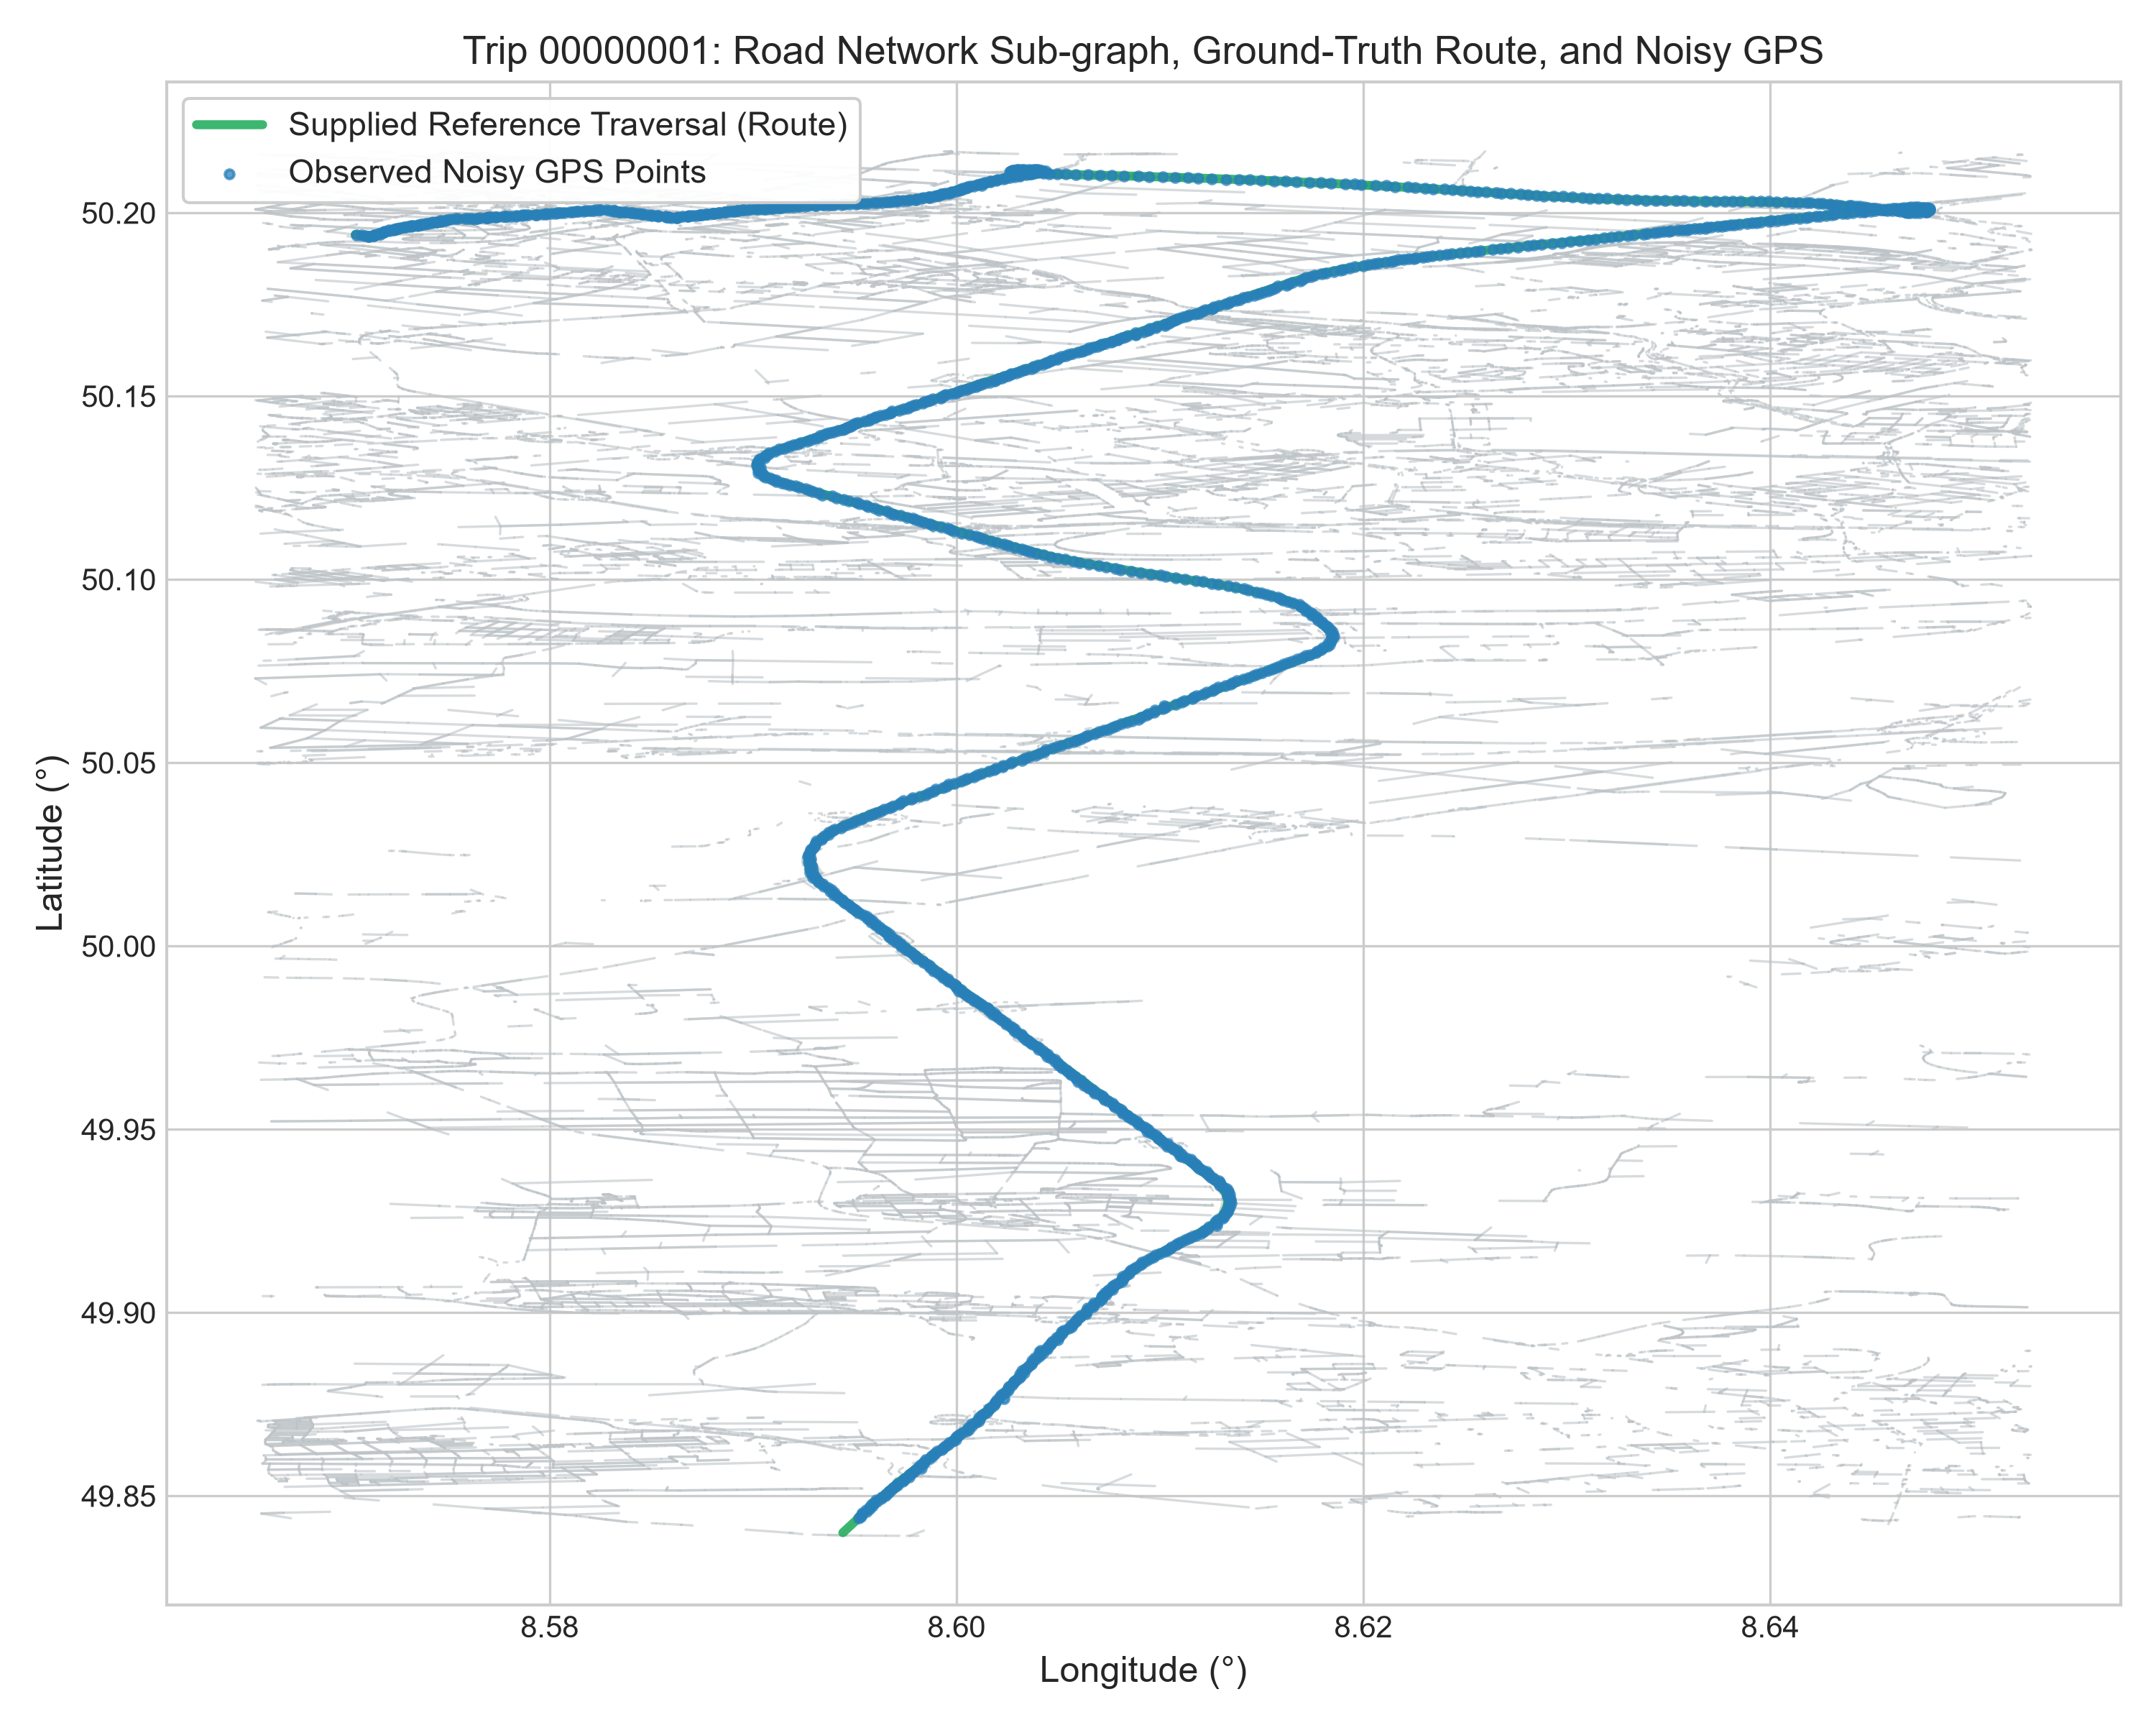 Trip 00000001: Road Network Sub-graph, Ground-Truth Route, and Noisy GPS
Supplied Reference Traversal (Route)
Observed Noisy GPS Points
50.20
50.15
50.10
50.05
50.00
49.95
49.90
49.85
Latitude (°)
8.58 8.60 8.62 8.64
Longitude (°)